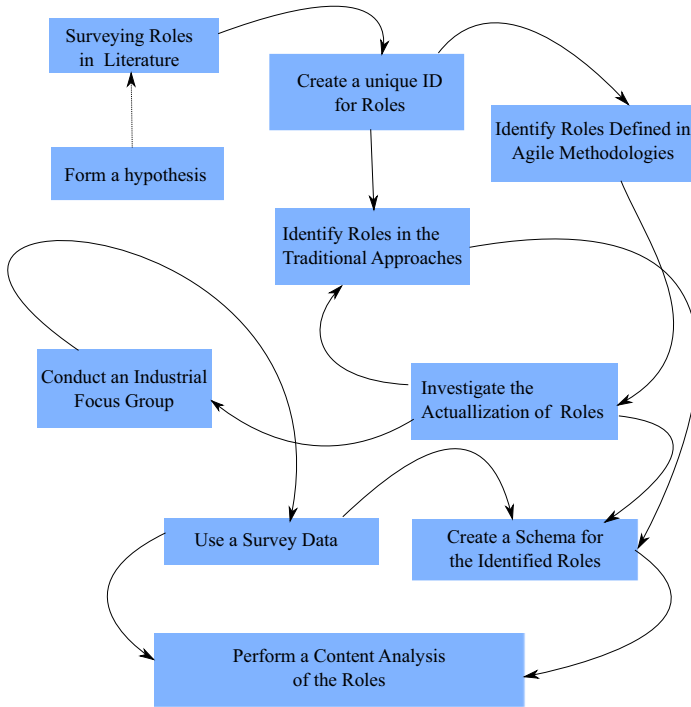 Surveying Roles
in Literature
Create a unique ID
for Roles
Identify Roles Defined in
Agile Methodologies
Form a hypothesis
Identify Roles in the
Traditional Approaches
Conduct an Industrial
Focus Group
Investigate the
Actuallization of Roles
Use a Survey Data
Create a Schema for
the Identified Roles
Perform a Content Analysis
of the Roles